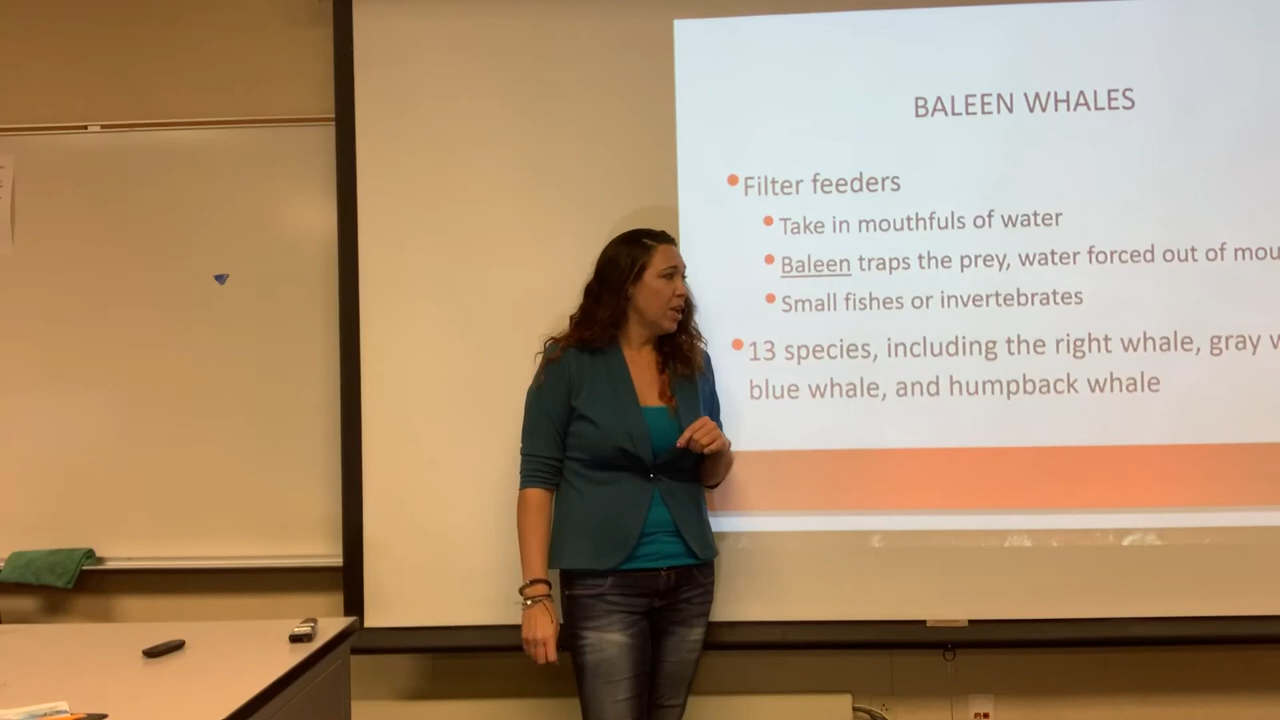 BALEEN WHALES
Filter feeders
Take in mouthfuls of water
Baleen traps the prey, water forced out of mou
Small fishes or invertebrates
13 species, including the right whale, gray w
blue whale, and humpback whale